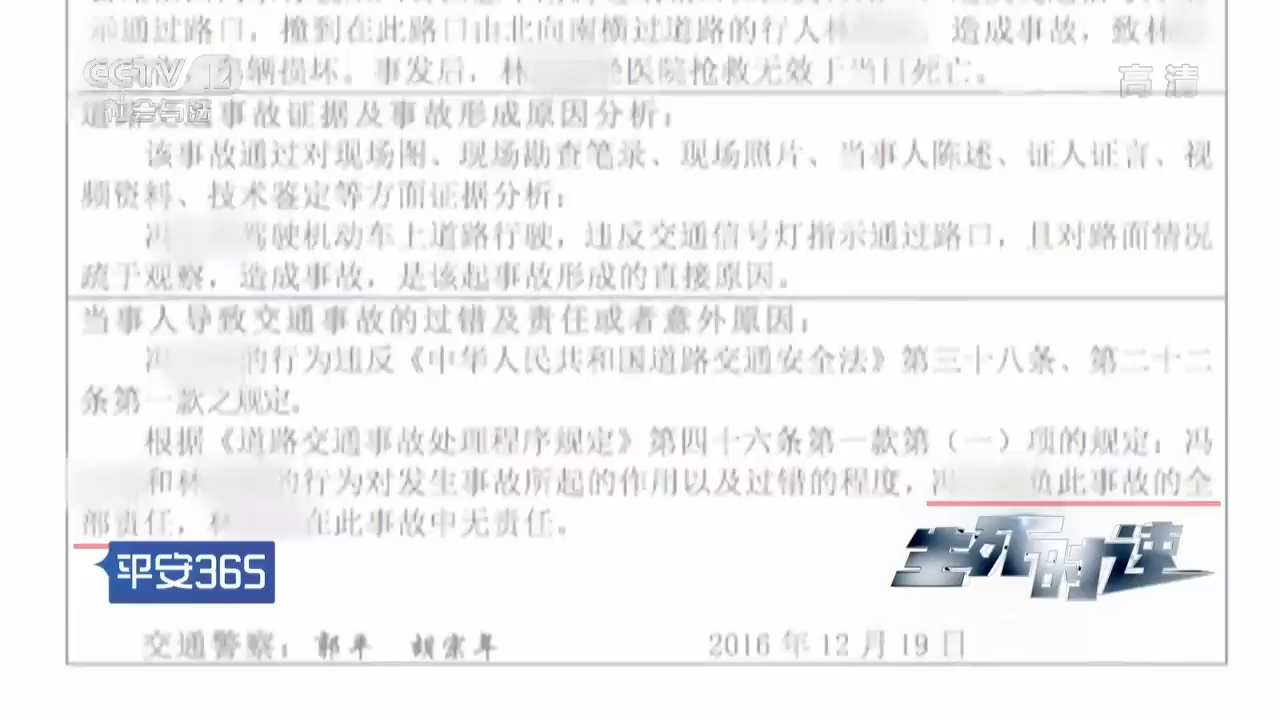 示通过路口，撞到在此路口由北向南横过道路的行人林 造成事故，致林
辆损坏。事发后，林 经医院抢救无效于当日死亡。
CCTV 12
社会与法
高清
道路交通事故证据及事故形成原因分析：
该事故通过对现场图、现场勘查笔录、现场照片、当事人陈述、证人证言、视
频资料、技术鉴定等方面证据分析：
冯 驾驶机动车上道路行驶，违反交通信号灯指示通过路口，且对路面情况
疏于观察，造成事故，是该起事故形成的直接原因。
当事人导致交通事故的过错及责任或者意外原因：
冯 的行为违反《中华人民共和国道路交通安全法》第三十八条、第二十二
条第一款之规定。
根据《道路交通事故处理程序规定》第四十六条第一款第（一）项的规定：冯
和林 的行为对发生事故所起的作用以及过错的程度，冯 负此事故的全
部责任，林 在此事故中无责任。
平安365
生死时速
交通警察：郭平 胡宗年
2016年12月19日